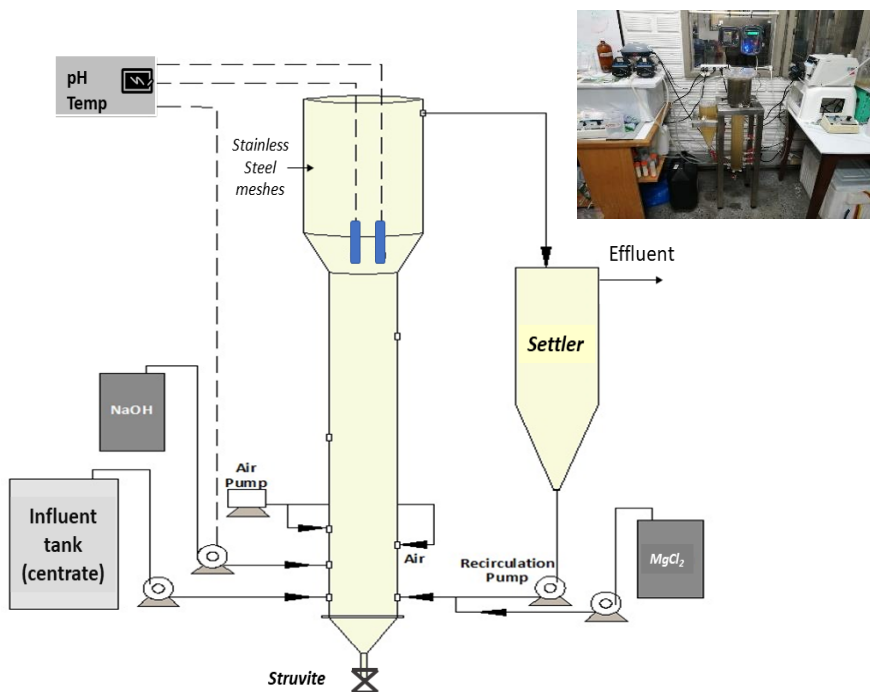 pH
Temp
Stainless
Steel
meshes
Effluent
Settler
NaOH
Air
Pump
Influent
tank
(centrate)
Air
Recirculation
Pump
MgCl₂
Struvite